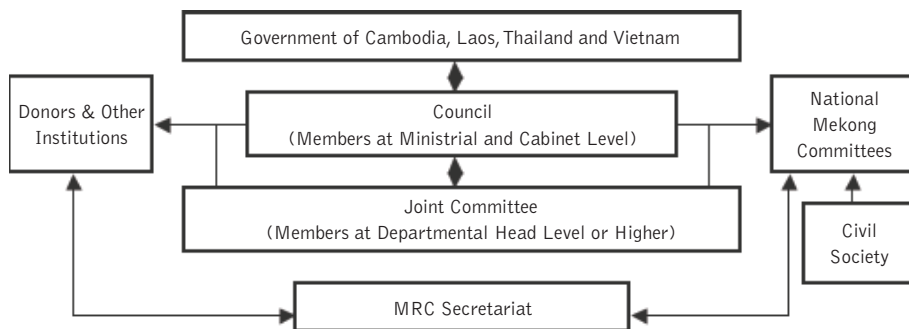 Government of Cambodia, Laos, Thailand and Vietnam
Donors & Other
Institutions
Council
(Members at Ministrial and Cabinet Level)
National
Mekong
Committees
Joint Committee
(Members at Departmental Head Level or Higher)
Civil
Society
MRC Secretariat